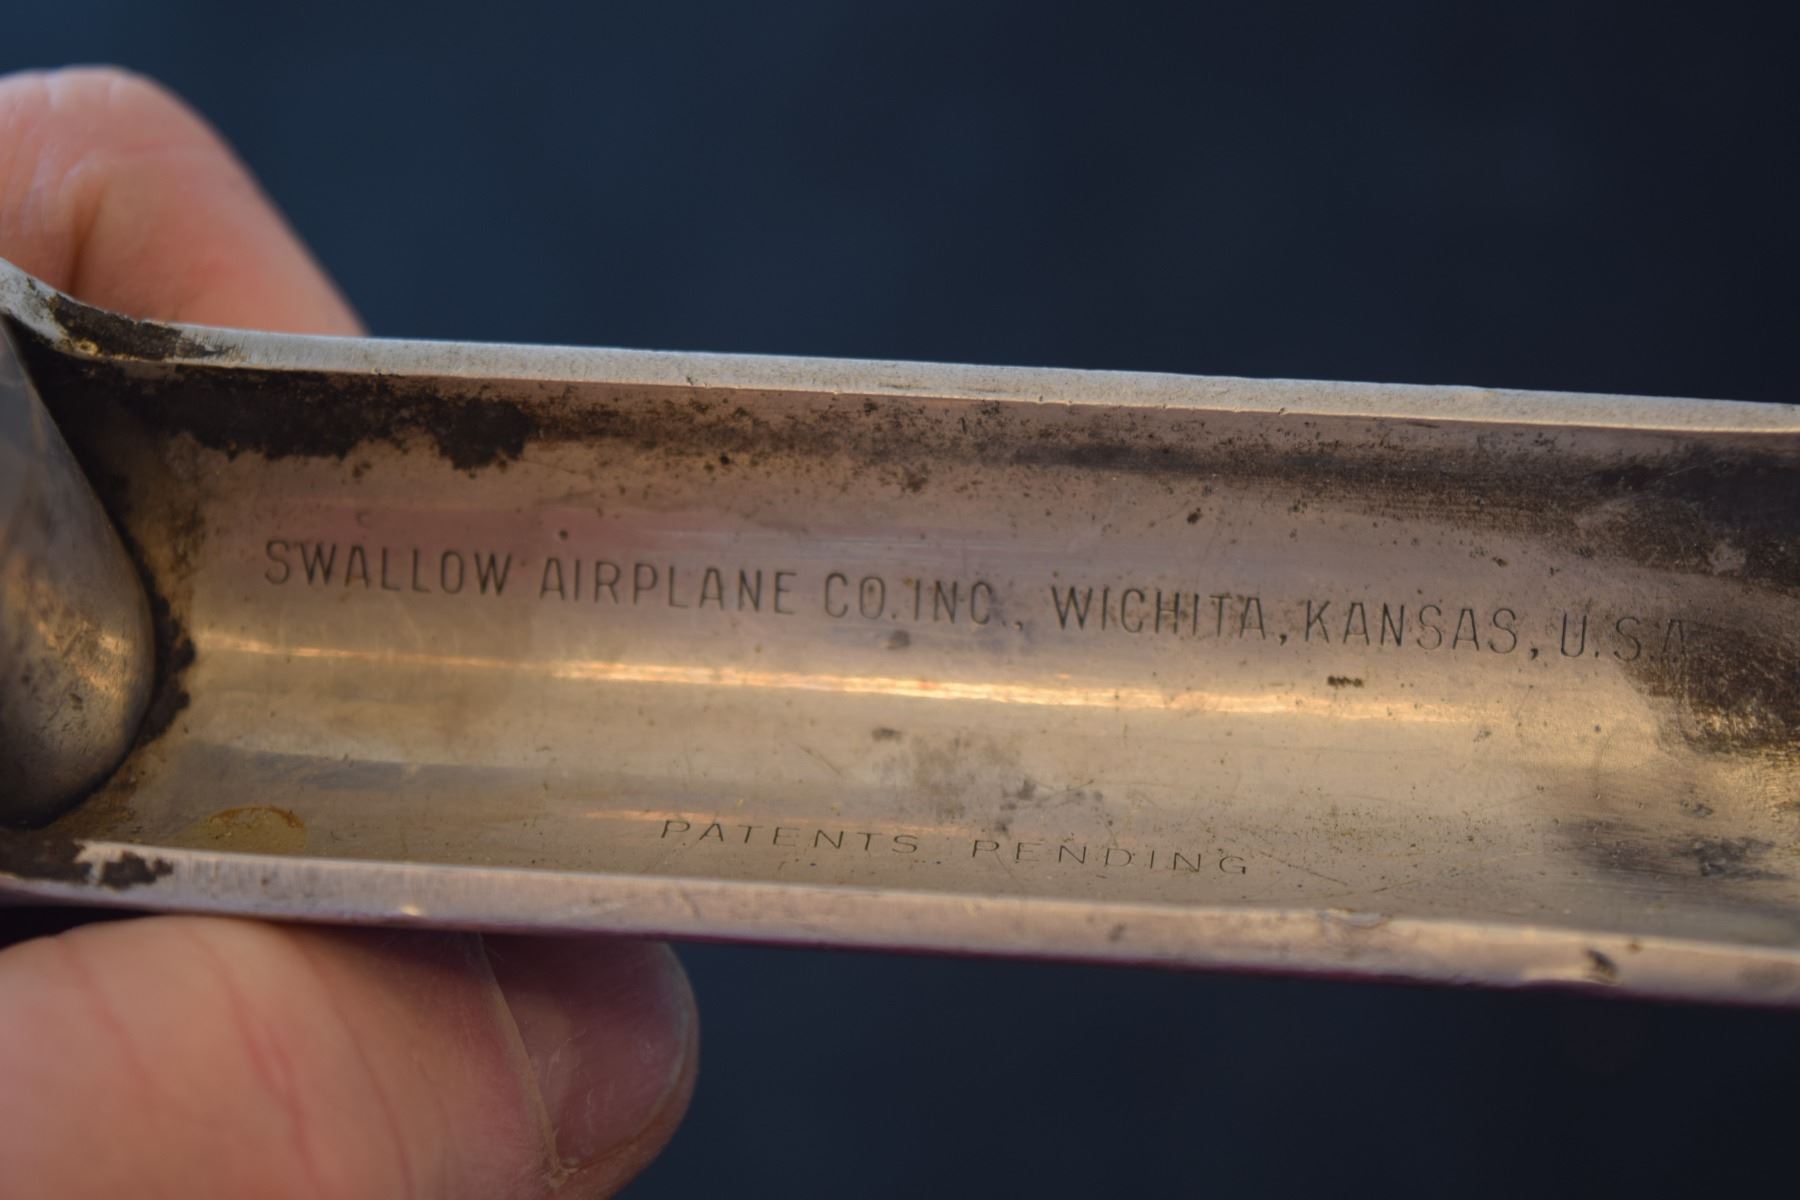 SWALLOW AIRPLANE CO. INC., WICHITA, KANSAS, U.S.A
PATENTS PENDING